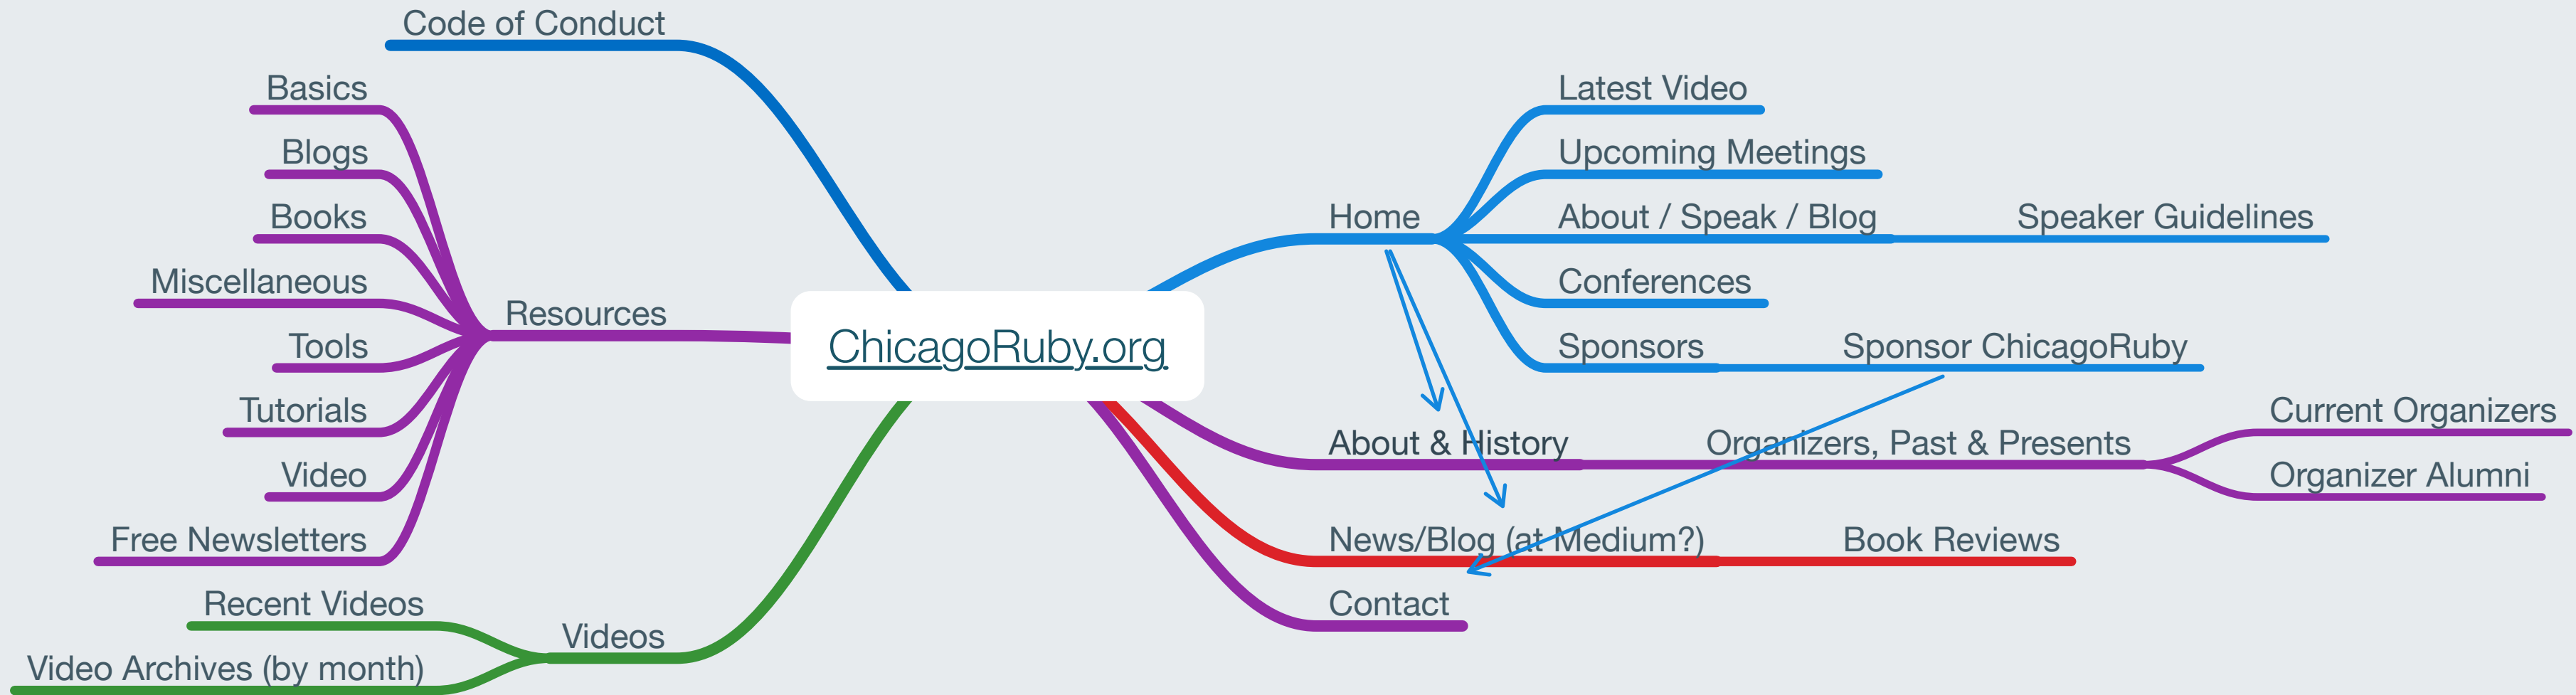 Code of Conduct
Basics
Blogs
Books
Miscellaneous
Tools
Tutorials
Video
Free Newsletters
Resources
Recent Videos
Video Archives (by month)
Videos
ChicagoRuby.org
Home
Latest Video
Upcoming Meetings
About / Speak / Blog
Speaker Guidelines
Conferences
Sponsors
Sponsor ChicagoRuby
About & History
Organizers, Past & Presents
Current Organizers
Organizer Alumni
News/Blog (at Medium?)
Book Reviews
Contact